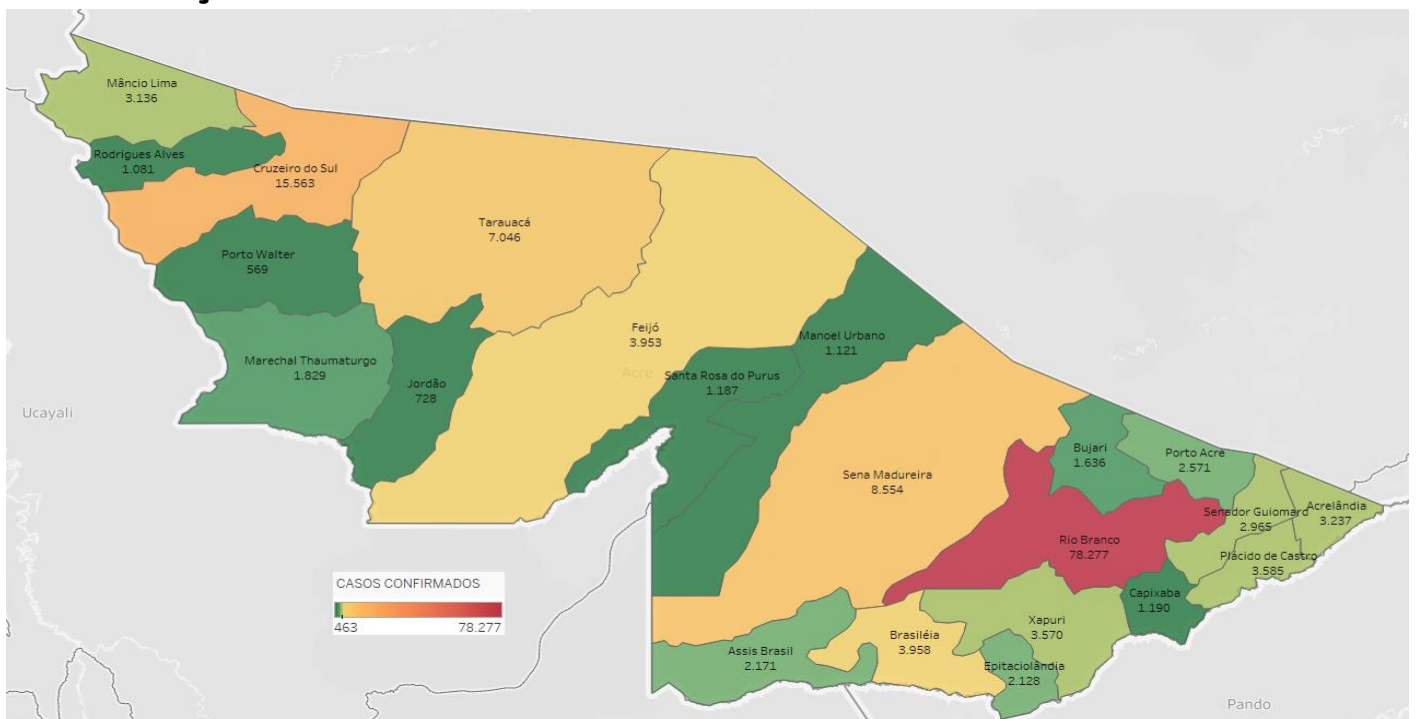 Mâncio Lima
3.136
Rodrigues Alves
1.081
Cruzeiro do Sul
15.563
Tarauacá
7.046
Porto Walter
569
Feijó
3.953
Manoel Urbano
1.121
Marechal Thaumaturgo
1.829
Jordão
728
Acre
Santa Rosa do Purus
1.187
Ucayali
Sena Madureira
8.554
Bujari
1.636
Porto Acre
2.571
Senador Guiomard
2.965
Acrelândia
3.237
Rio Branco
78.277
Plácido de Castro
3.585
CASOS CONFIRMADOS
463 78.277
Capixaba
1.190
Xapuri
3.570
Brasiléia
3.958
Assis Brasil
2.171
Epitaciolândia
2.128
Pando